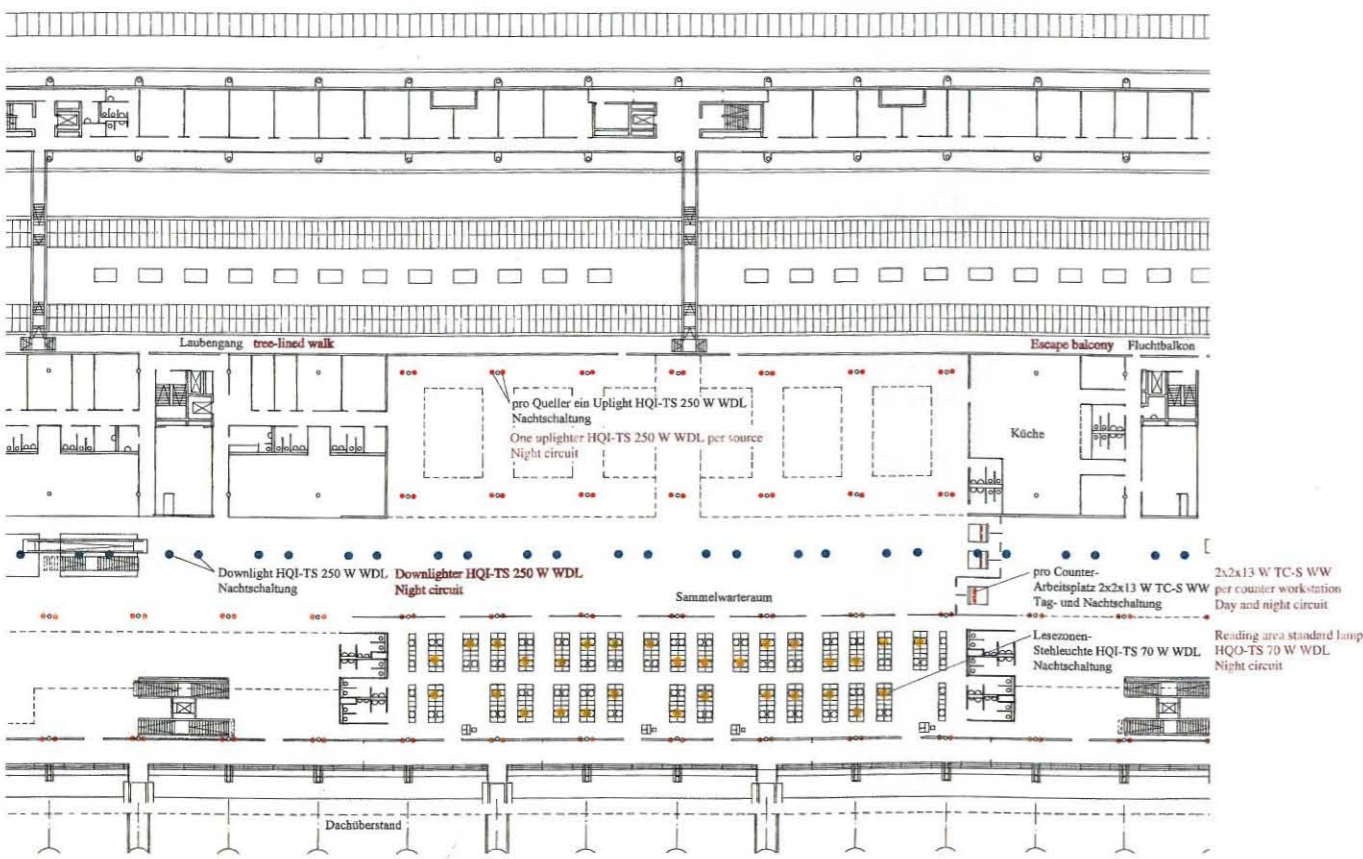 Laubengang tree-lined walk
Escape balcony Fluchtbalkon
pro Queller ein Uplight HQI-TS 250 W WDL
Nachtschaltung
One uplighter HQI-TS 250 W WDL per source
Night circuit
Küche
Downlight HQI-TS 250 W WDL
Nachtschaltung
Downlighter HQI-TS 250 W WDL
Night circuit
Sammelwarteraum
pro Counter-
Arbeitsplatz 2x2x13 W TC-S WW
Tag- und Nachtschaltung
2x2x13 W TC-S WW
per counter workstation
Day and night circuit
Lesezonen-
Stehleuchte HQI-TS 70 W WDL
Nachtschaltung
Reading area standard lamp
HQO-TS 70 W WDL
Night circuit
Dachüberstand